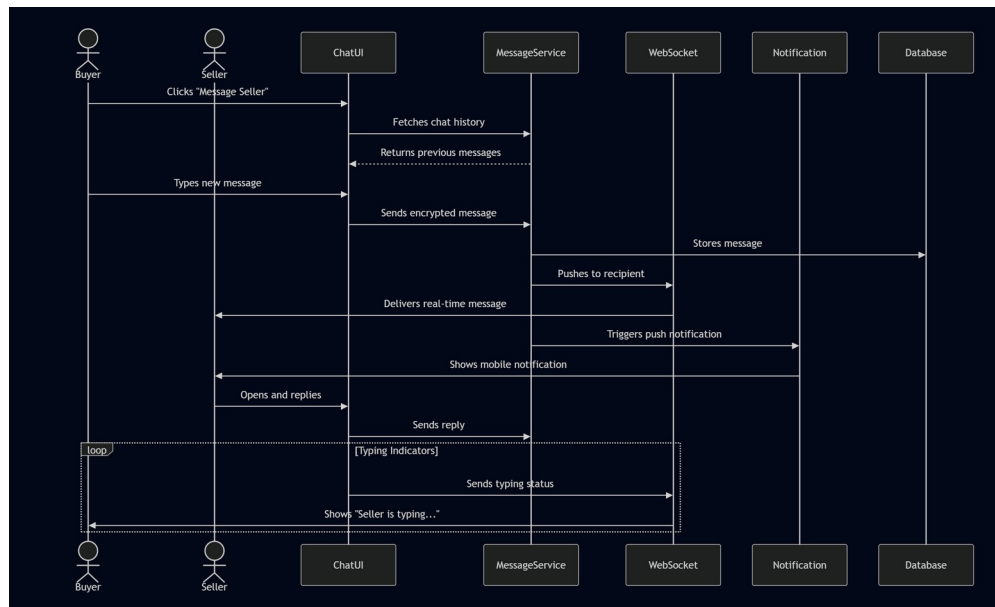 Buyer
Seller
ChatUI
MessageService
WebSocket
Notification
Database
Clicks "Message Seller"
Fetches chat history
Returns previous messages
Types new message
Sends encrypted message
Stores message
Pushes to recipient
Delivers real-time message
Triggers push notification
Shows mobile notification
Opens and replies
Sends reply
loop
[Typing Indicators]
Sends typing status
Shows "Seller is typing..."
Buyer
Seller
ChatUI
MessageService
WebSocket
Notification
Database